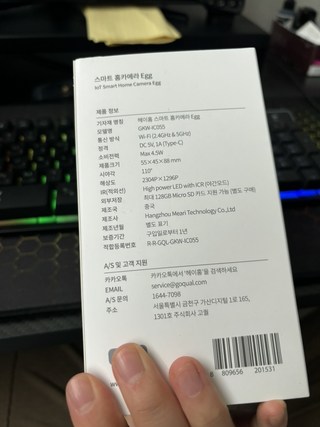 스마트 홈카메라 Egg
IoT Smart Home Camera Egg
제품 정보
기자재 명칭 헤이홈 스마트 홈카메라 Egg
모델명 GKW-IC055
통신 방식 Wi-Fi (2.4GHz & 5GHz)
정격 DC 5V, 1A (Type-C)
소비전력 Max 4.5W
제품크기 55×45×88 mm
시야각 110°
해상도 2304P×1296P
IR(적외선) High power LED with ICR (야간모드)
외부저장 최대 128GB Micro SD 카드 지원 가능 (별도 구매)
제조국 중국
제조사 Hangzhou Meari Technology Co.,Ltd
제조년월 별도 표기
보증기간 구입일로부터 1년
적합등록번호 R-R-GQL-GKW-IC055
A/S 및 고객 지원
카카오톡 카카오톡에서 '헤이홈'을 검색하세요
EMAIL service@goqual.com
A/S 문의 1644-7098
주소 서울특별시 금천구 가산디지털 1로 165,
1301호 주식회사 고퀄
809656 201531